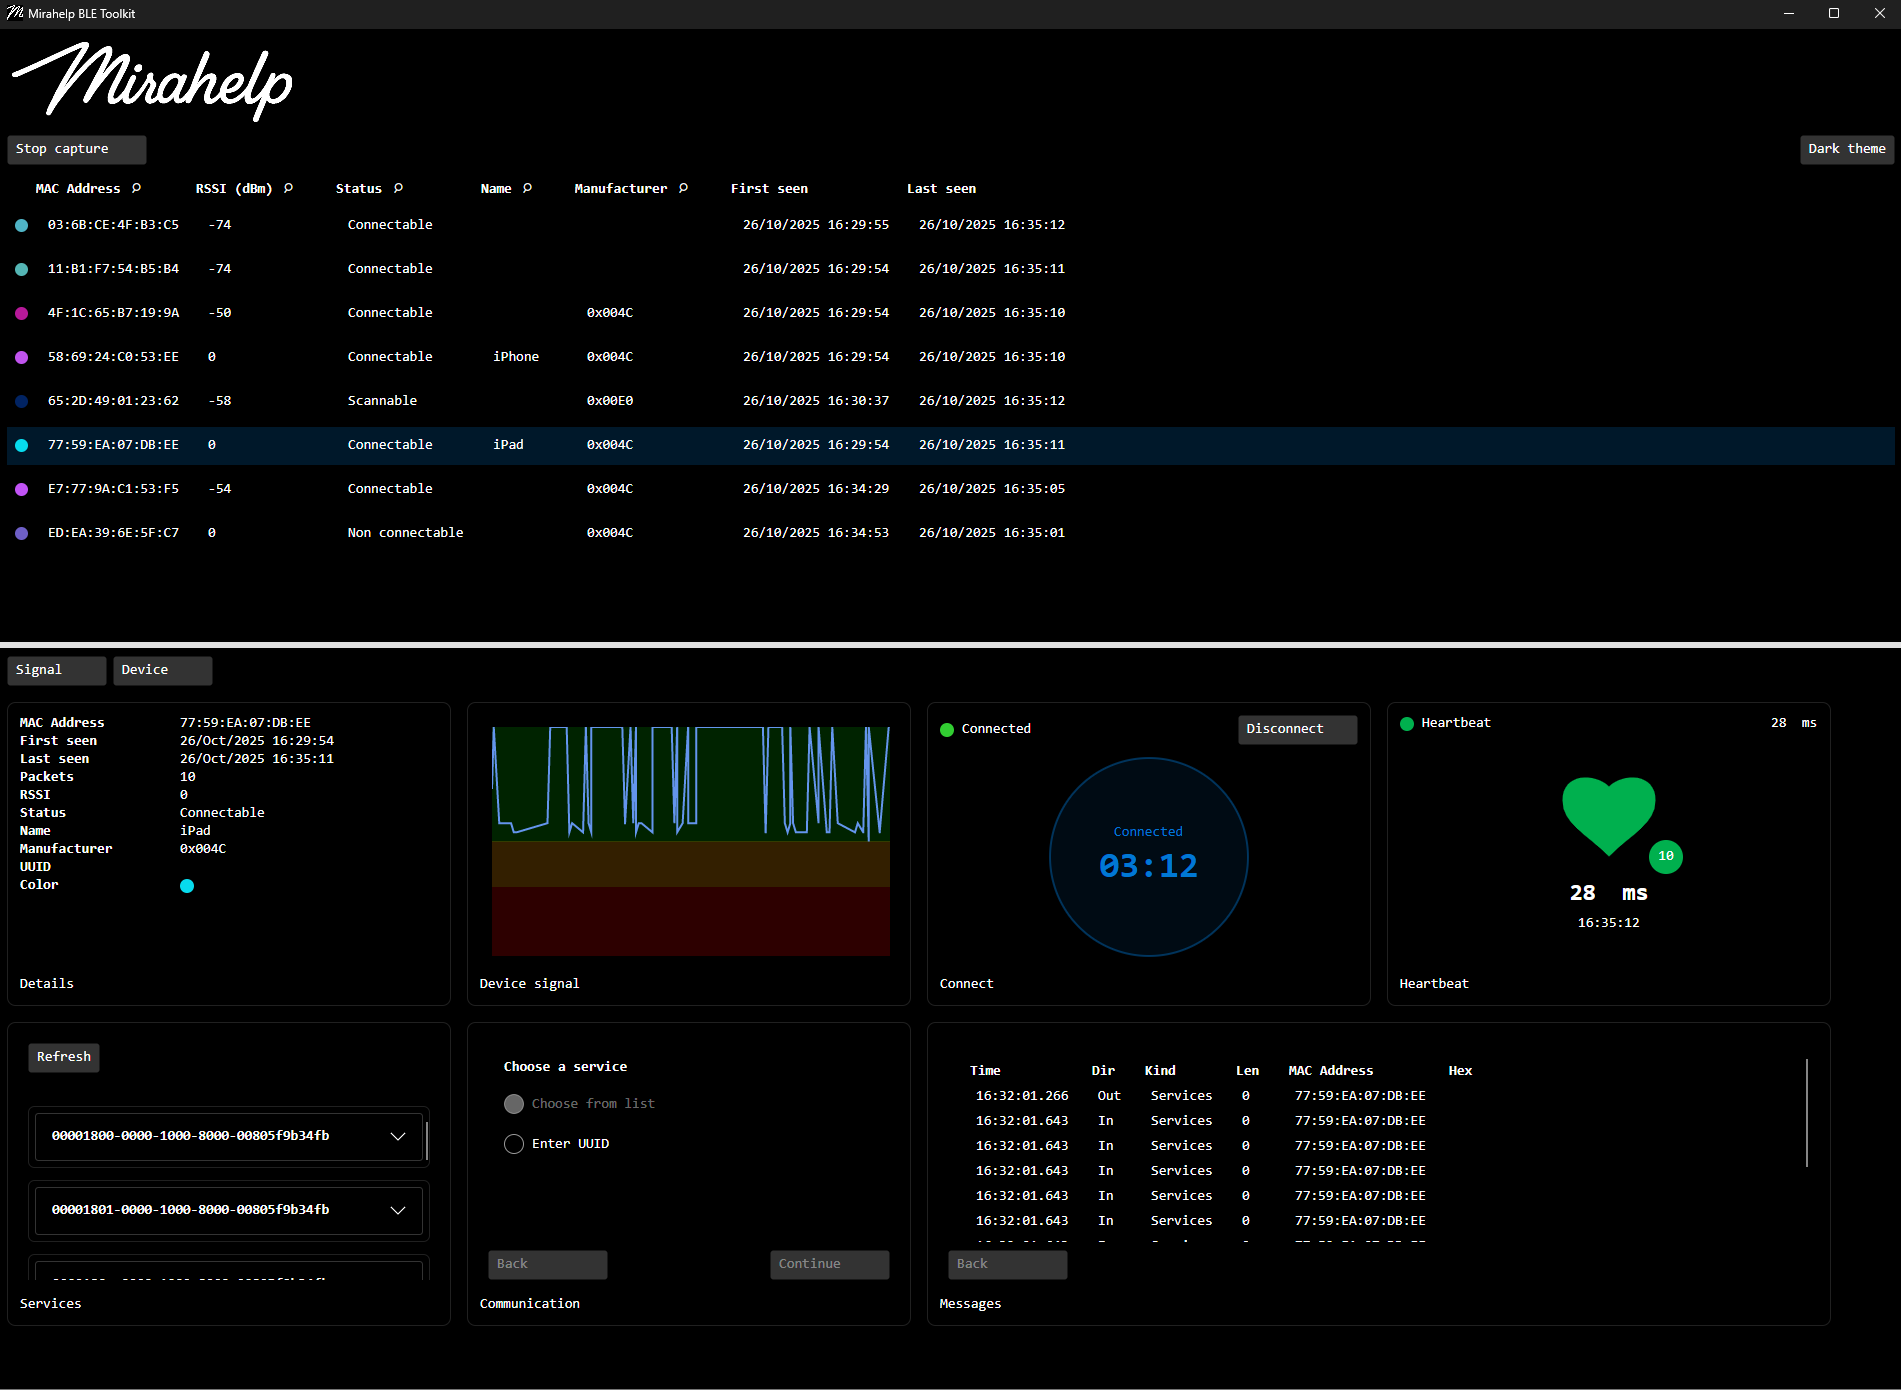 Mirahelp BLE Toolkit
Mirahelp
Stop capture
Dark theme
MAC Address RSSI (dBm) Status Name Manufacturer First seen Last seen
03:6B:CE:4F:B3:C5 -74 Connectable 26/10/2025 16:29:55 26/10/2025 16:35:12
11:B1:F7:54:B5:B4 -74 Connectable 26/10/2025 16:29:54 26/10/2025 16:35:11
4F:1C:65:B7:19:9A -50 Connectable 0x004C 26/10/2025 16:29:54 26/10/2025 16:35:10
58:69:24:C0:53:EE 0 Connectable iPhone 0x004C 26/10/2025 16:29:54 26/10/2025 16:35:10
65:2D:49:01:23:62 -58 Scannable 0x00E0 26/10/2025 16:30:37 26/10/2025 16:35:12
77:59:EA:07:DB:EE 0 Connectable iPad 0x004C 26/10/2025 16:29:54 26/10/2025 16:35:11
E7:77:9A:C1:53:F5 -54 Connectable 0x004C 26/10/2025 16:34:29 26/10/2025 16:35:05
ED:EA:39:6E:5F:C7 0 Non connectable 0x004C 26/10/2025 16:34:53 26/10/2025 16:35:01
Signal Device
MAC Address 77:59:EA:07:DB:EE
First seen 26/Oct/2025 16:29:54
Last seen 26/Oct/2025 16:35:11
Packets 10
RSSI 0
Status Connectable
Name iPad
Manufacturer 0x004C
UUID
Color
Details
Device signal
Connected
Disconnect
Connected
03:12
Connect
Heartbeat 28 ms
10
28 ms
16:35:12
Heartbeat
Refresh
00001800-0000-1000-8000-00805f9b34fb
00001801-0000-1000-8000-00805f9b34fb
Services
Choose a service
Choose from list
Enter UUID
Back
Continue
Communication
Time Dir Kind Len MAC Address Hex
16:32:01.266 Out Services 0 77:59:EA:07:DB:EE
16:32:01.643 In Services 0 77:59:EA:07:DB:EE
16:32:01.643 In Services 0 77:59:EA:07:DB:EE
16:32:01.643 In Services 0 77:59:EA:07:DB:EE
16:32:01.643 In Services 0 77:59:EA:07:DB:EE
16:32:01.643 In Services 0 77:59:EA:07:DB:EE
Back
Messages